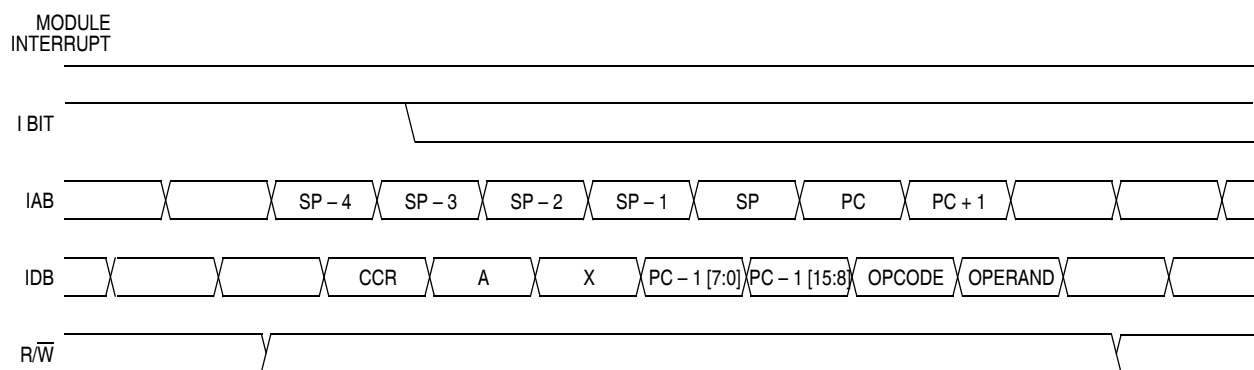 MODULE
INTERRUPT
I BIT
IAB SP – 4 SP – 3 SP – 2 SP – 1 SP PC PC + 1
IDB CCR A X PC – 1 [7:0] PC – 1 [15:8] OPCODE OPERAND
R/W̅